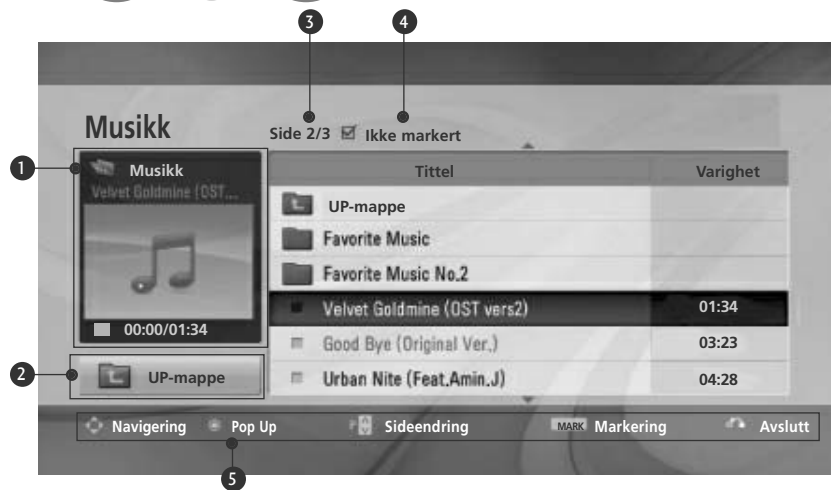 3 4
Musikk
Side 2/3 Ikke markert
1
Musikk
Velvet Goldmine (OST...
00:00/01:34
2
UP-mappe
Tittel Varighet
UP-mappe
Favorite Music
Favorite Music No.2
Velvet Goldmine (OST vers2) 01:34
Good Bye (Original Ver.) 03:23
Urban Nite (Feat.Amin.J) 04:28
Navigering Pop Up P Sideendring MARK Markering Avslutt
5